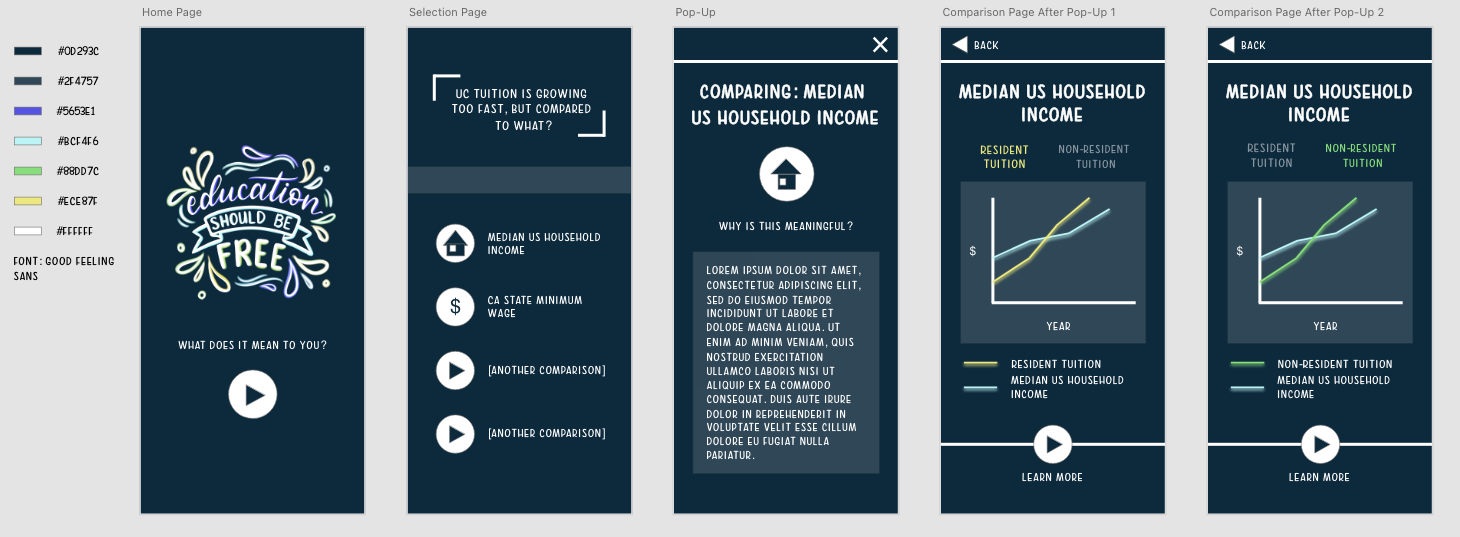 #0D293C
#2F4757
#5653E1
#BCF4F6
#88DD7C
#ECE87F
#FFFFFF
FONT: GOOD FEELING
SANS
Home Page
education
SHOULD BE
FREE
WHAT DOES IT MEAN TO YOU?
Selection Page
UC TUITION IS GROWING
TOO FAST, BUT COMPARED
TO WHAT?
MEDIAN US HOUSEHOLD
INCOME
$
CA STATE MINIMUM
WAGE
[ANOTHER COMPARISON]
[ANOTHER COMPARISON]
Pop-Up
COMPARING: MEDIAN
US HOUSEHOLD INCOME
WHY IS THIS MEANINGFUL?
LOREM IPSUM DOLOR SIT AMET,
CONSECTETUR ADIPISCING ELIT,
SED DO EIUSMOD TEMPOR
INCIDIDUNT UT LABORE ET
DOLORE MAGNA ALIQUA. UT
ENIM AD MINIM VENIAM, QUIS
NOSTRUD EXERCITATION
ULLAMCO LABORIS NISI UT
ALIQUIP EX EA COMMODO
CONSEQUAT. DUIS AUTE IRURE
DOLOR IN REPREHENDERIT IN
VOLUPTATE VELIT ESSE CILLUM
DOLORE EU FUGIAT NULLA
PARIATUR.
Comparison Page After Pop-Up 1
BACK
MEDIAN US HOUSEHOLD
INCOME
RESIDENT
TUITION
NON-RESIDENT
TUITION
$
YEAR
RESIDENT TUITION
MEDIAN US HOUSEHOLD
INCOME
LEARN MORE
Comparison Page After Pop-Up 2
BACK
MEDIAN US HOUSEHOLD
INCOME
RESIDENT
TUITION
NON-RESIDENT
TUITION
$
YEAR
NON-RESIDENT TUITION
MEDIAN US HOUSEHOLD
INCOME
LEARN MORE